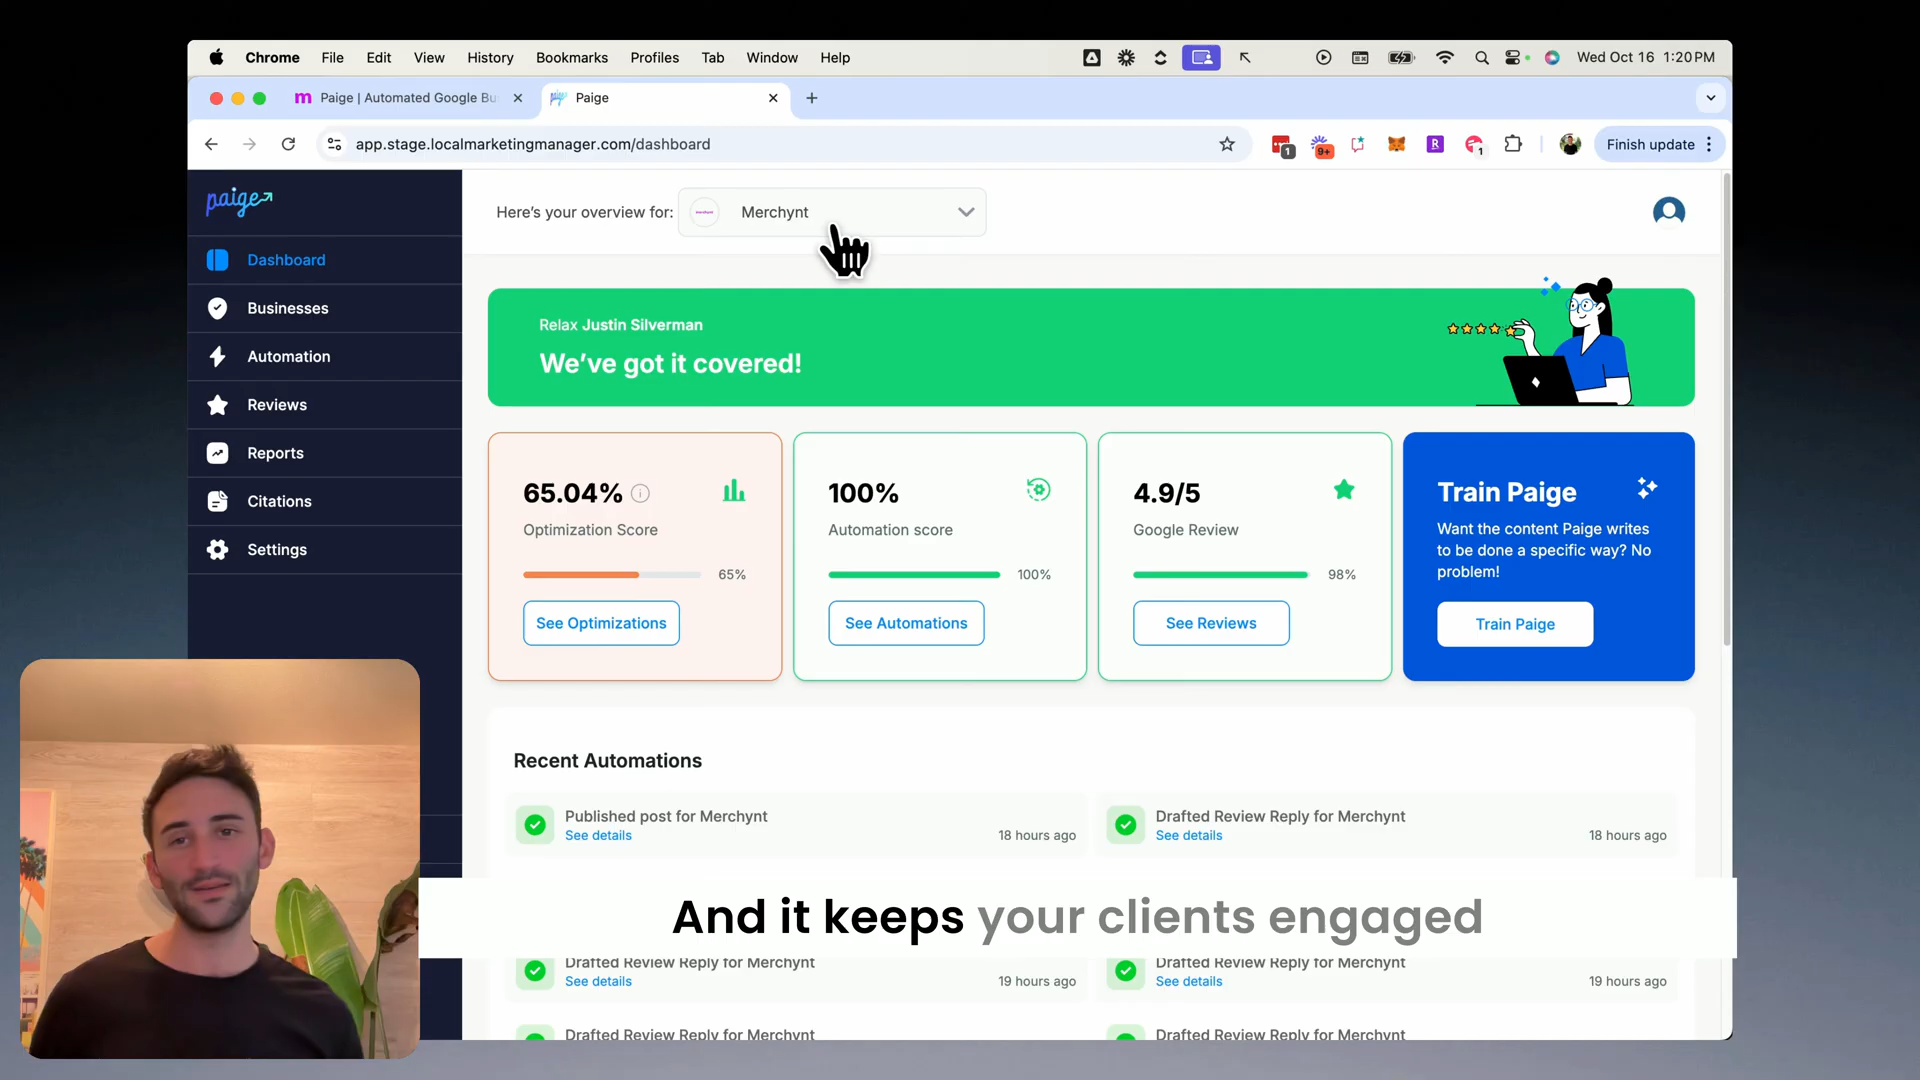 Chrome File Edit View History Bookmarks Profiles Tab Window Help Wed Oct 16 1:20 PM
Paige | Automated Google Bu
Paige
app.stage.localmarketingmanager.com/dashboard
1
9+
R
1
Finish update
paige
Here's your overview for:
Merchynt
Dashboard
Businesses
Automation
Reviews
Reports
Citations
Settings
Relax Justin Silverman
We've got it covered!
65.04%
Optimization Score
65%
See Optimizations
100%
Automation score
100%
See Automations
4.9/5
Google Review
98%
See Reviews
Train Paige
Want the content Paige writes
to be done a specific way? No
problem!
Train Paige
Recent Automations
Published post for Merchynt
See details
18 hours ago
Drafted Review Reply for Merchynt
See details
18 hours ago
And it keeps your clients engaged
Drafted Review Reply for Merchynt
See details
19 hours ago
Drafted Review Reply for Merchynt
See details
19 hours ago
Drafted Review Reply for Merchynt
Drafted Review Reply for Merchynt